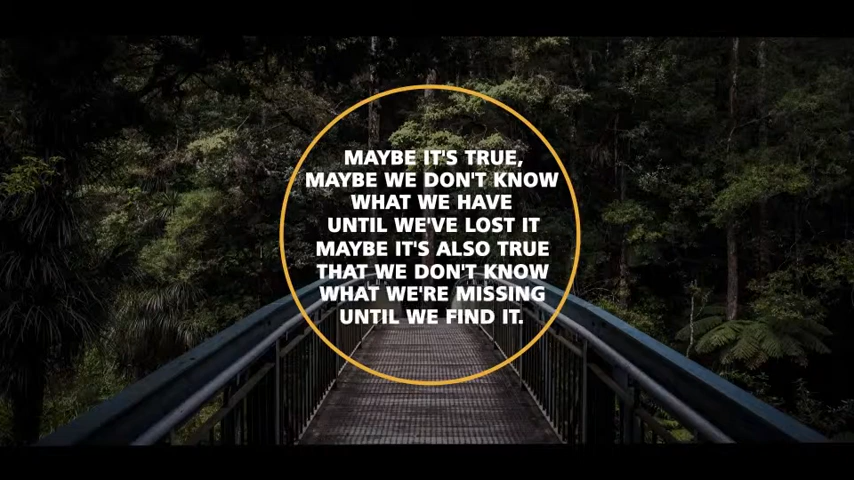 MAYBE IT'S TRUE,
MAYBE WE DON'T KNOW
WHAT WE HAVE
UNTIL WE'VE LOST IT
MAYBE IT'S ALSO TRUE
THAT WE DON'T KNOW
WHAT WE'RE MISSING
UNTIL WE FIND IT.